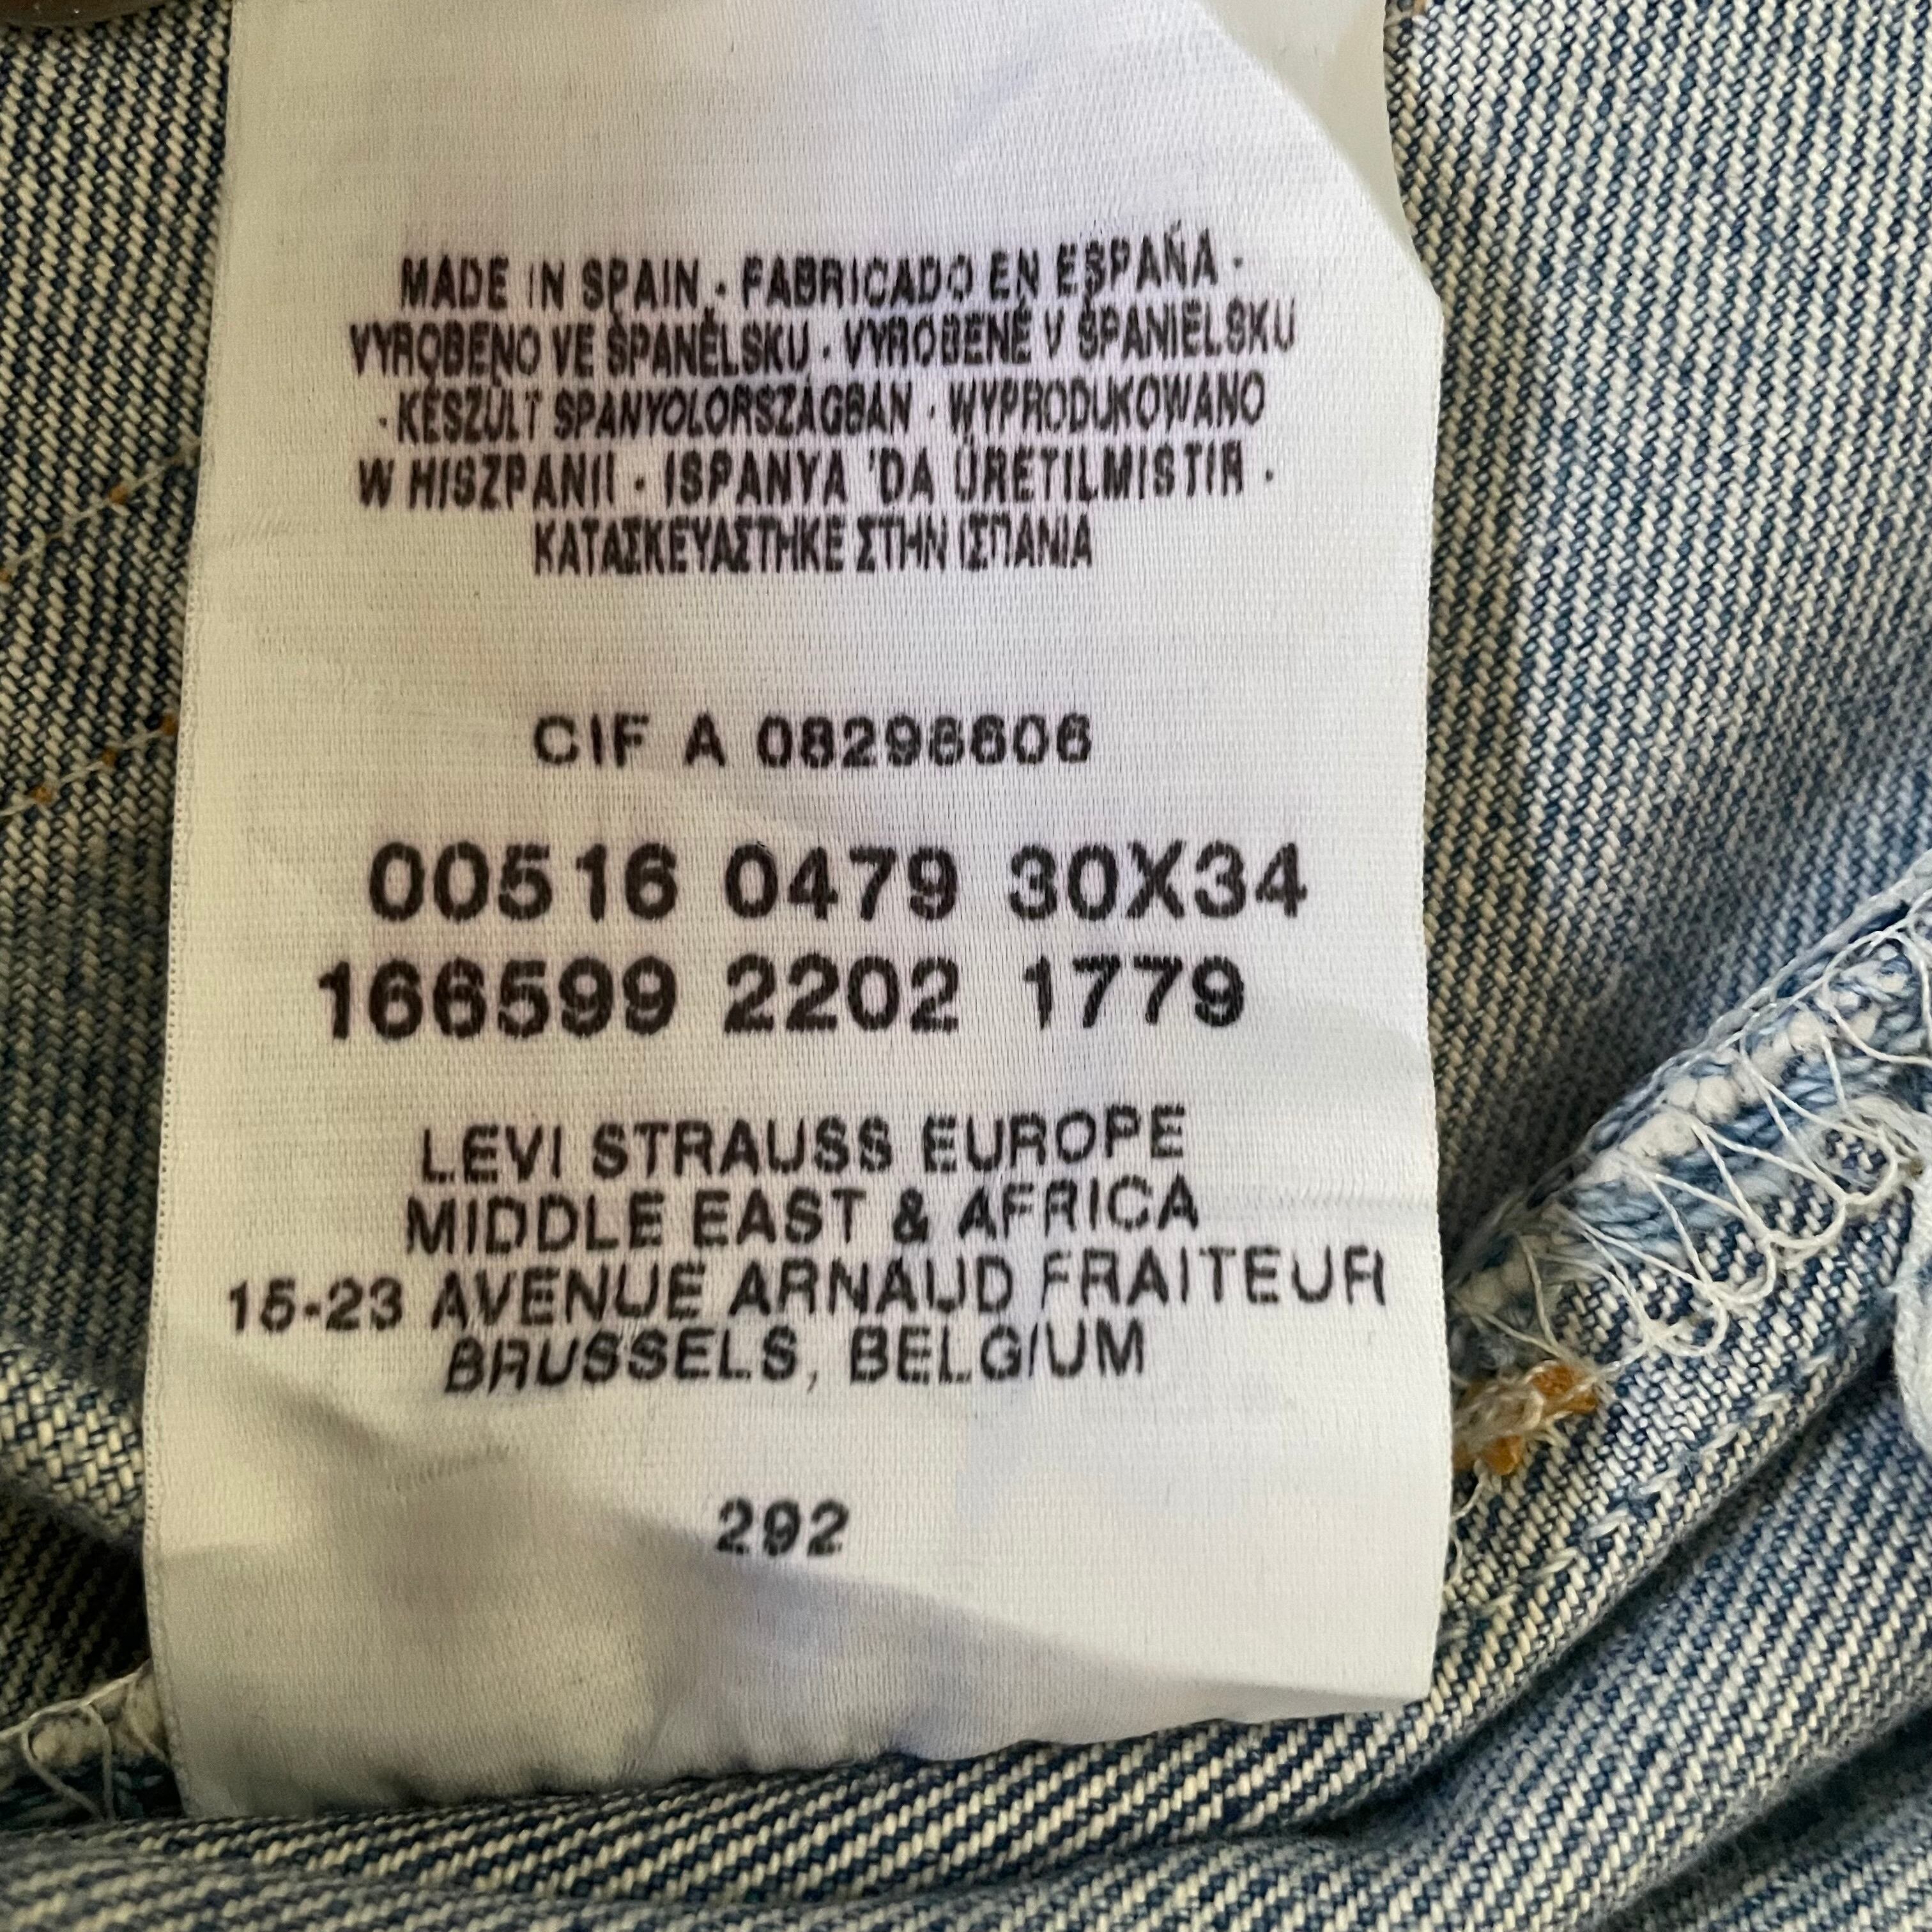 MADE IN SPAIN · FABRICADO EN ESPAÑA ·
VYROBENO VE ŠPANĚLSKU · VYROBENÉ V ŠPANIELSKU
· KÉSZÜLT SPANYOLORSZÁGBAN · WYPRODUKOWANO
W HISZPANII · ISPANYA 'DA ÜRETILMISTIR ·
ΚΑΤΑΣΚΕΥΑΣΤΗΚΕ ΣΤΗΝ ΙΣΠΑΝΙΑ
CIF A 08298606
00516 0479 30X34
166599 2202 1779
LEVI STRAUSS EUROPE
MIDDLE EAST & AFRICA
15-23 AVENUE ARNAUD FRAITEUR
BRUSSELS, BELGIUM
292